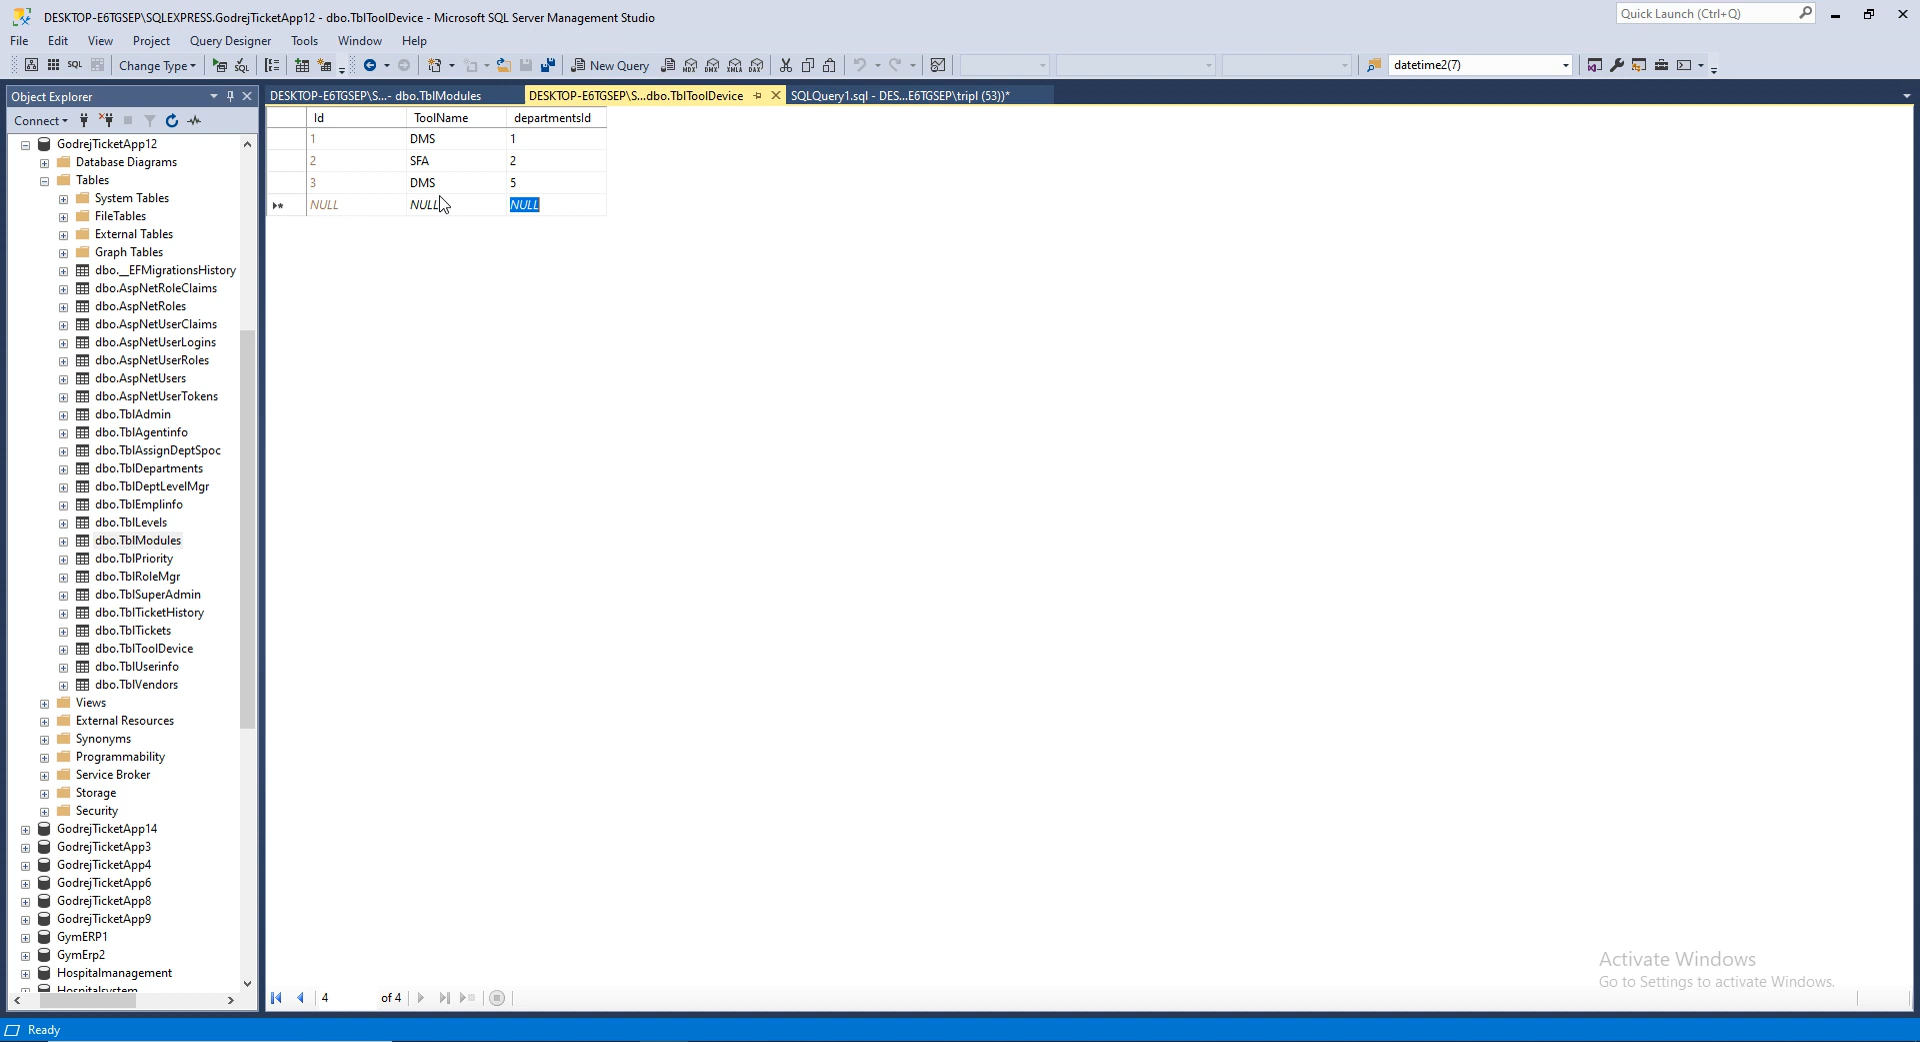 DESKTOP-E6TGSEP\SQLEXPRESS.GodrejTicketApp12 - dbo.TblToolDevice - Microsoft SQL Server Management Studio
Quick Launch (Ctrl+Q)
File Edit View Project Query Designer Tools Window Help
SQL Change Type SQL New Query MDX DMX XMLA DAX datetime2(7)
Object Explorer
DESKTOP-E6TGSEP\S...- dbo.TblModules
DESKTOP-E6TGSEP\S...dbo.TblToolDevice
SQLQuery1.sql - DES...E6TGSEP\tripl (53))*
Connect
Id ToolName departmentsId
1 DMS 1
2 SFA 2
3 DMS 5
NULL NULL NULL
GodrejTicketApp12
Database Diagrams
Tables
System Tables
FileTables
External Tables
Graph Tables
dbo.__EFMigrationsHistory
dbo.AspNetRoleClaims
dbo.AspNetRoles
dbo.AspNetUserClaims
dbo.AspNetUserLogins
dbo.AspNetUserRoles
dbo.AspNetUsers
dbo.AspNetUserTokens
dbo.TblAdmin
dbo.TblAgentinfo
dbo.TblAssignDeptSpoc
dbo.TblDepartments
dbo.TblDeptLevelMgr
dbo.TblEmplinfo
dbo.TblLevels
dbo.TblModules
dbo.TblPriority
dbo.TblRoleMgr
dbo.TblSuperAdmin
dbo.TblTicketHistory
dbo.TblTickets
dbo.TblToolDevice
dbo.TblUserinfo
dbo.TblVendors
Views
External Resources
Synonyms
Programmability
Service Broker
Storage
Security
GodrejTicketApp14
GodrejTicketApp3
GodrejTicketApp4
GodrejTicketApp6
GodrejTicketApp8
GodrejTicketApp9
GymERP1
GymErp2
Hospitalmanagement
Hospitalsystem
4 of 4
Activate Windows
Go to Settings to activate Windows.
Ready